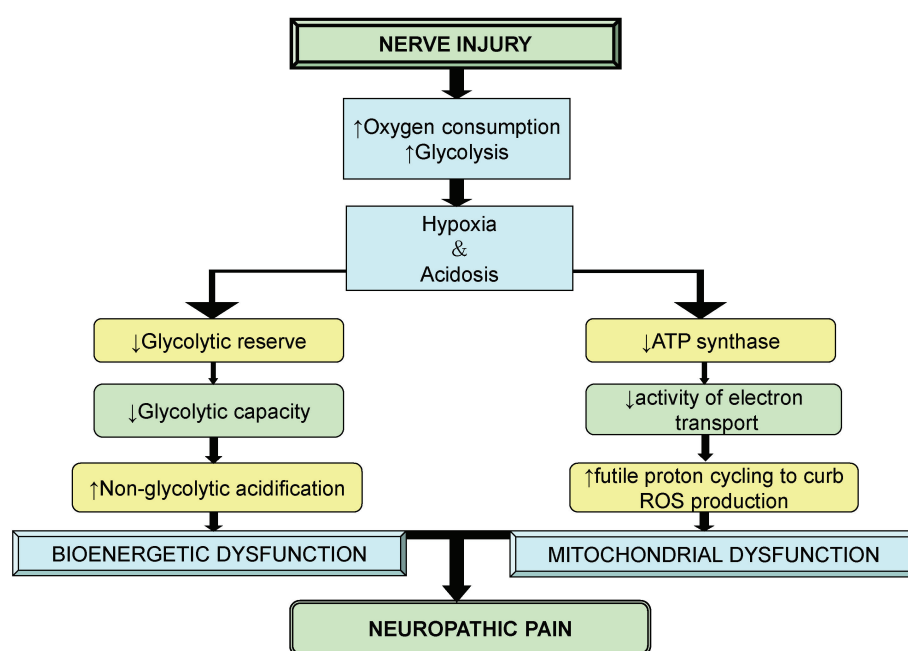 NERVE INJURY
↑Oxygen consumption
↑Glycolysis
Hypoxia
&
Acidosis
↓Glycolytic reserve
↓ATP synthase
↓Glycolytic capacity
↓activity of electron
transport
↑Non-glycolytic acidification
↑futile proton cycling to curb
ROS production
BIOENERGETIC DYSFUNCTION
MITOCHONDRIAL DYSFUNCTION
NEUROPATHIC PAIN